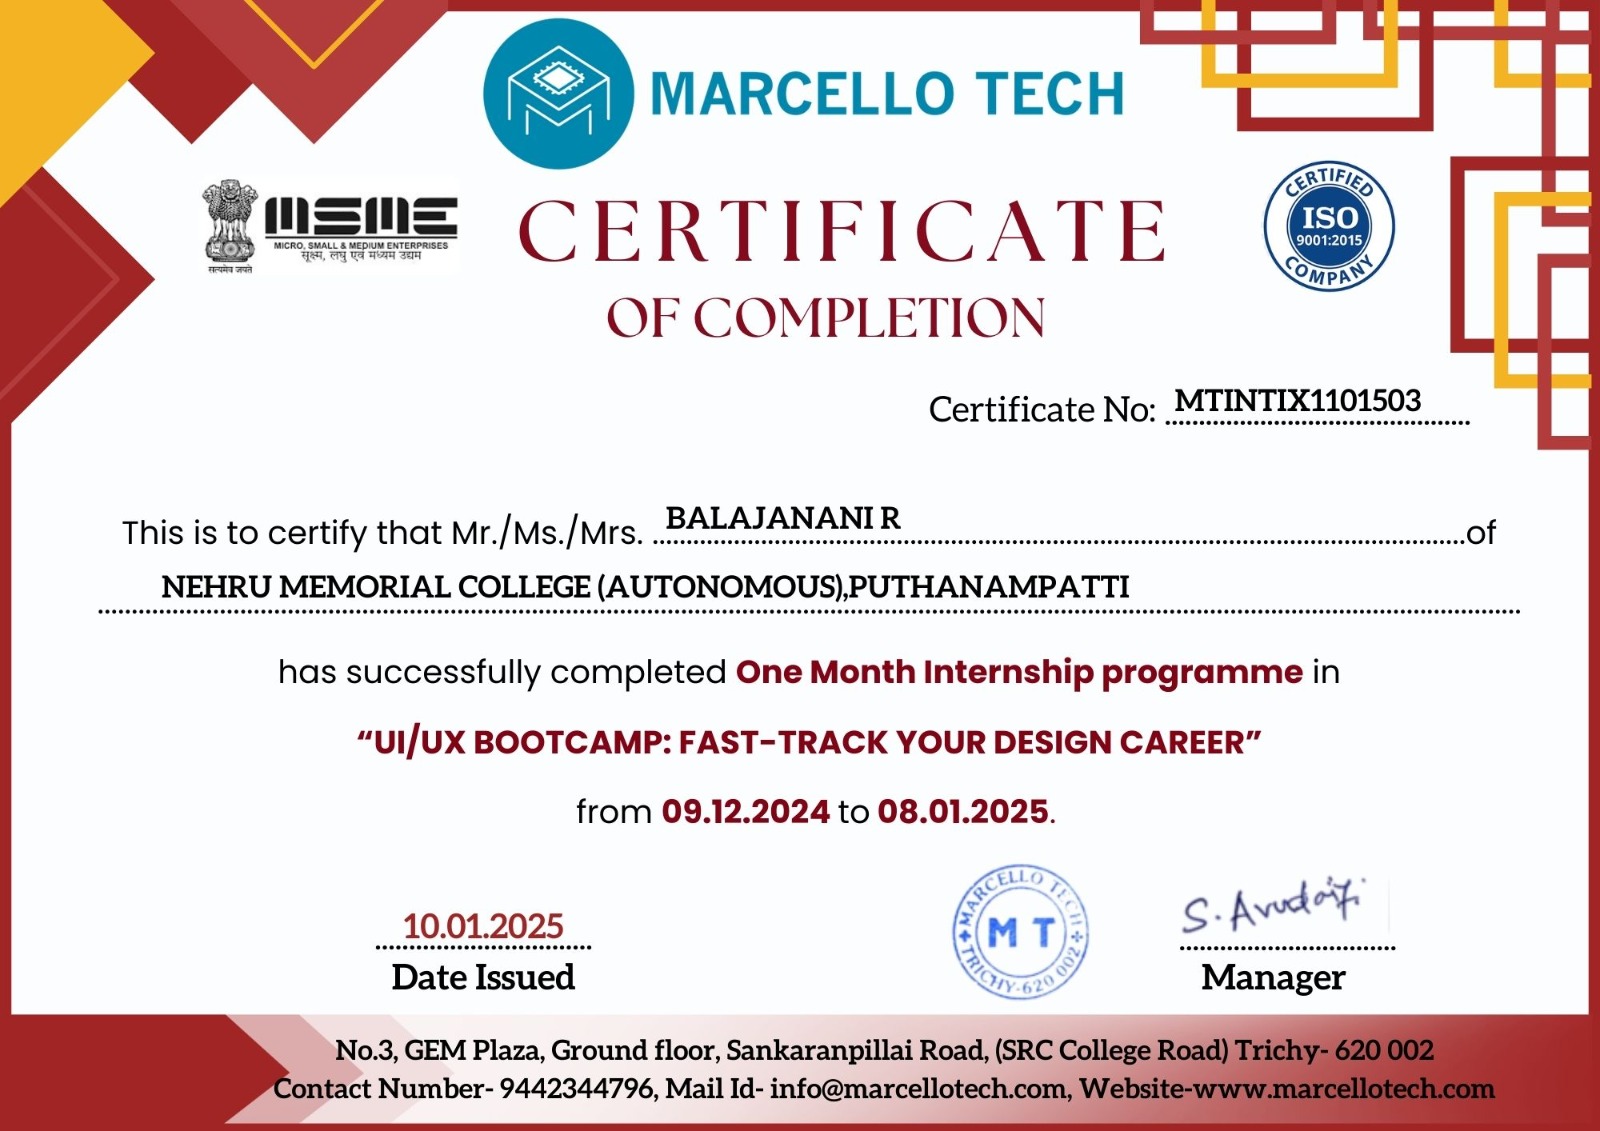 MARCELLO TECH
MSME
MICRO, SMALL & MEDIUM ENTERPRISES
सूक्ष्म, लघु एवं मध्यम उद्यम
सत्यमेव जयते
CERTIFICATE
OF COMPLETION
CERTIFIED
ISO
9001:2015
COMPANY
Certificate No: MTINTIX1101503
This is to certify that Mr./Ms./Mrs. BALAJANANI R of
NEHRU MEMORIAL COLLEGE (AUTONOMOUS),PUTHANAMPATTI
has successfully completed One Month Internship programme in
“UI/UX BOOTCAMP: FAST-TRACK YOUR DESIGN CAREER”
from 09.12.2024 to 08.01.2025.
10.01.2025
Date Issued
MARCELLO TECH
M T
TRICHY-620 002
Manager
No.3, GEM Plaza, Ground floor, Sankaranpillai Road, (SRC College Road) Trichy- 620 002
Contact Number- 9442344796, Mail Id- info@marcellotech.com, Website-www.marcellotech.com